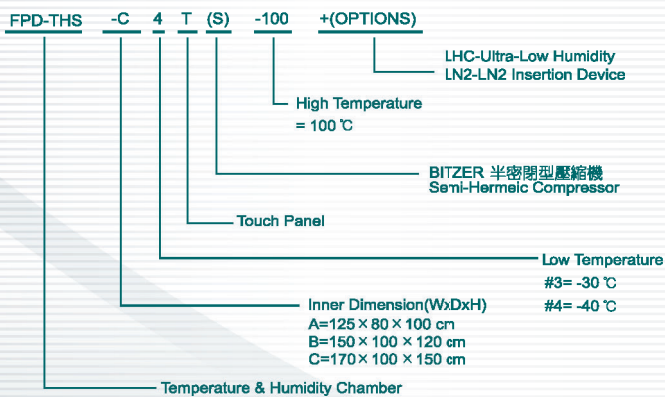 FPD-THS -C 4 T (S) -100 +(OPTIONS)
LHC-Ultra-Low Humidity
LN2-LN2 Insertion Device
High Temperature
= 100 ℃
BITZER 半密閉型壓縮機
Semi-Hermeic Compressor
Touch Panel
Low Temperature
#3= -30 ℃
#4= -40 ℃
Inner Dimension(WxDxH)
A=125×80×100 cm
B=150×100×120 cm
C=170×100×150 cm
Temperature & Humidity Chamber